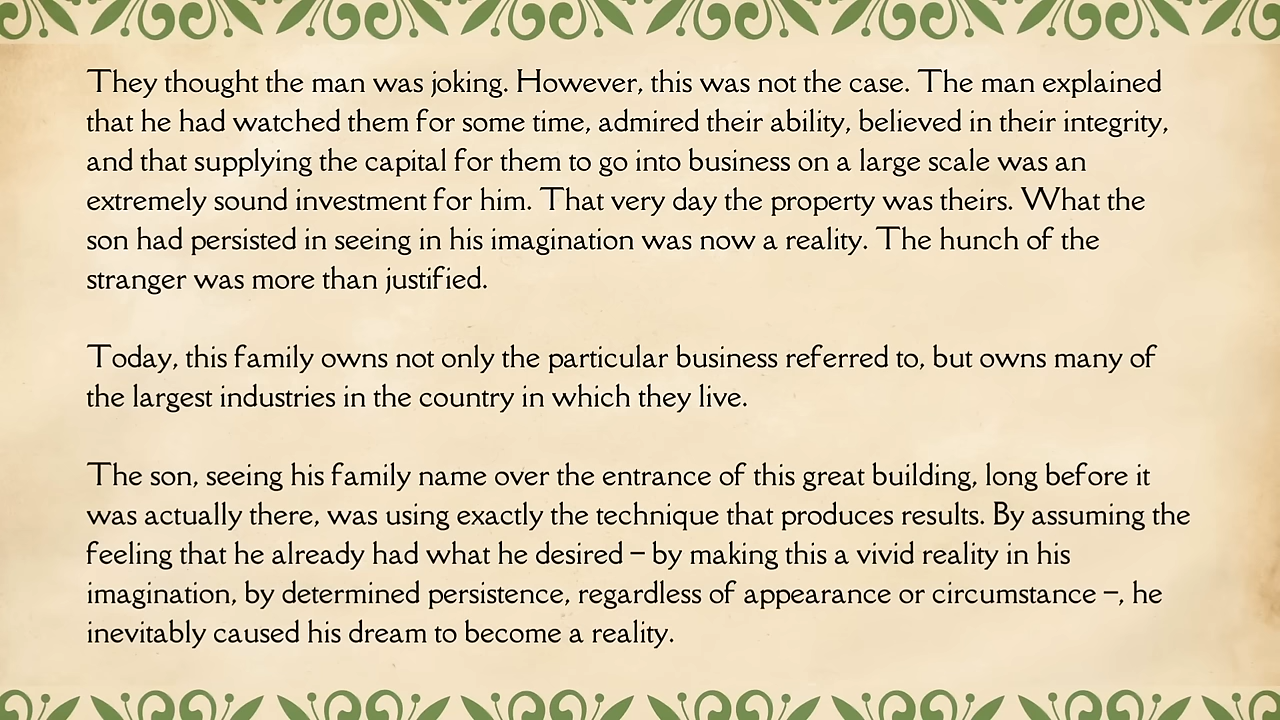 They thought the man was joking. However, this was not the case. The man explained
that he had watched them for some time, admired their ability, believed in their integrity,
and that supplying the capital for them to go into business on a large scale was an
extremely sound investment for him. That very day the property was theirs. What the
son had persisted in seeing in his imagination was now a reality. The hunch of the
stranger was more than justified.
Today, this family owns not only the particular business referred to, but owns many of
the largest industries in the country in which they live.
The son, seeing his family name over the entrance of this great building, long before it
was actually there, was using exactly the technique that produces results. By assuming the
feeling that he already had what he desired – by making this a vivid reality in his
imagination, by determined persistence, regardless of appearance or circumstance –, he
inevitably caused his dream to become a reality.